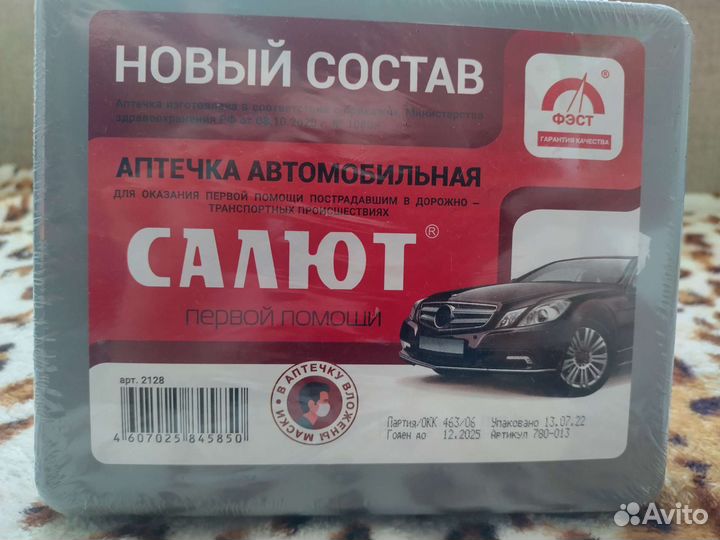 НОВЫЙ СОСТАВ
Аптечка изготовлена в соответствии с Приказом Министерства
здравоохранения РФ от 08.10.2020 г. №
ФЭСТ
®
ГАРАНТИЯ КАЧЕСТВА
АПТЕЧКА АВТОМОБИЛЬНАЯ
ДЛЯ ОКАЗАНИЯ ПЕРВОЙ ПОМОЩИ ПОСТРАДАВШИМ В ДОРОЖНО –
ТРАНСПОРТНЫХ ПРОИСШЕСТВИЯХ
САЛЮТ®
первой помощи
арт. 2128
4 607025 845850
• В АПТЕЧКУ ВЛОЖЕНЫ МАСКИ
Партия/ОКК 463/06 Упаковано 13.07.22
Годен до 12.2025 Артикул 780-013
Avito